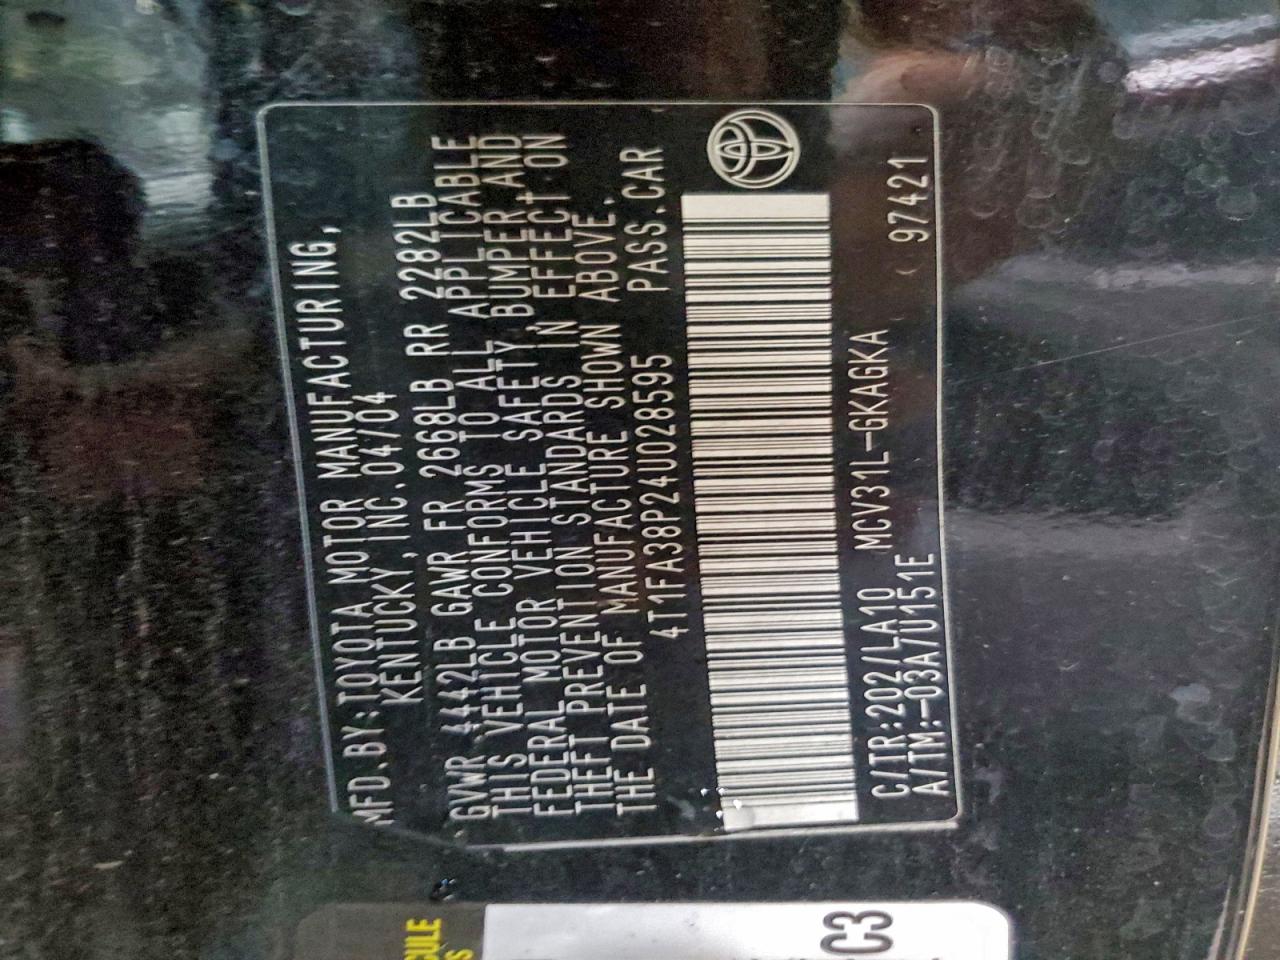 MFD.BY:TOYOTA MOTOR MANUFACTURING,
KENTUCKY, INC.04/04
GVWR 4442LB GAWR FR 2668LB RR 2282LB
THIS VEHICLE CONFORMS TO ALL APPLICABLE
FEDERAL MOTOR VEHICLE SAFETY, BUMPER AND
THEFT PREVENTION STANDARDS IN EFFECT ON
THE DATE OF MANUFACTURE SHOWN ABOVE.
4T1FA38P24U028595 PASS.CAR
C/TR:202/LA10 MCV31L-GKAGKA
A/TM:-03A/U151E 97421
C3